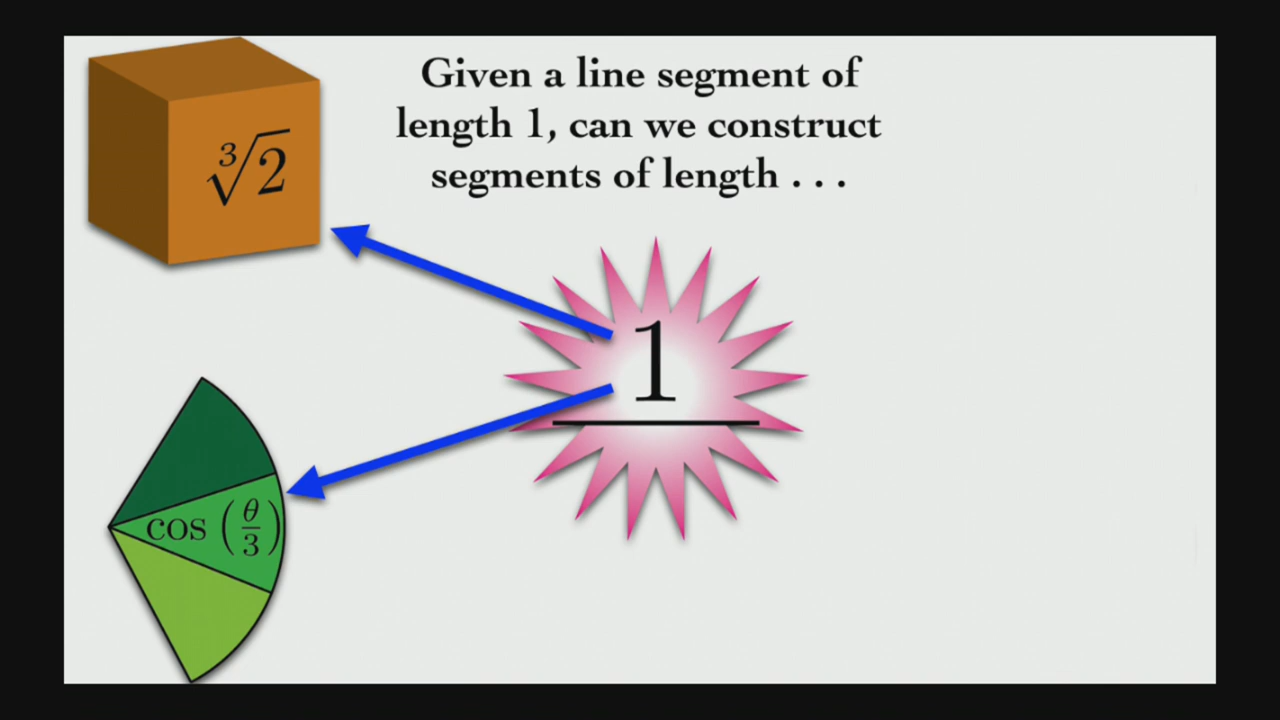 Given a line segment of
length 1, can we construct
segments of length . . .
∛2
1
cos (θ/3)